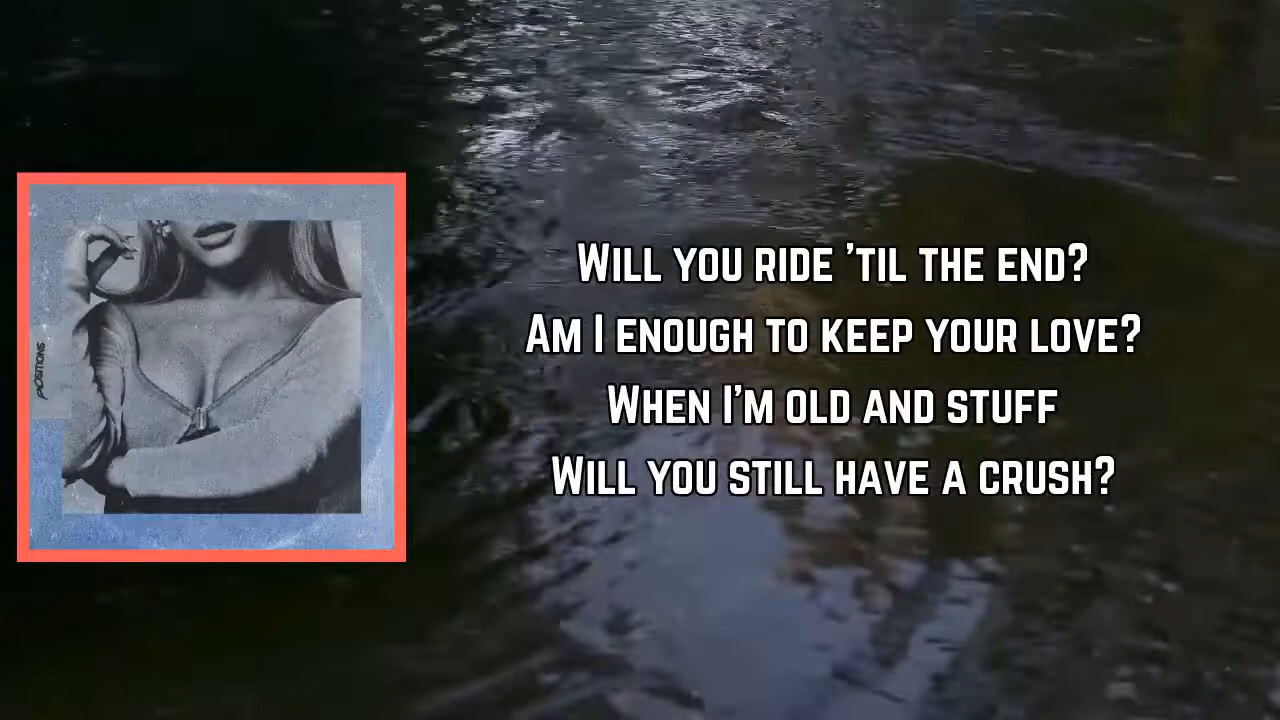 POSITIONS
WILL YOU RIDE 'TIL THE END?
AM I ENOUGH TO KEEP YOUR LOVE?
WHEN I'M OLD AND STUFF
WILL YOU STILL HAVE A CRUSH?